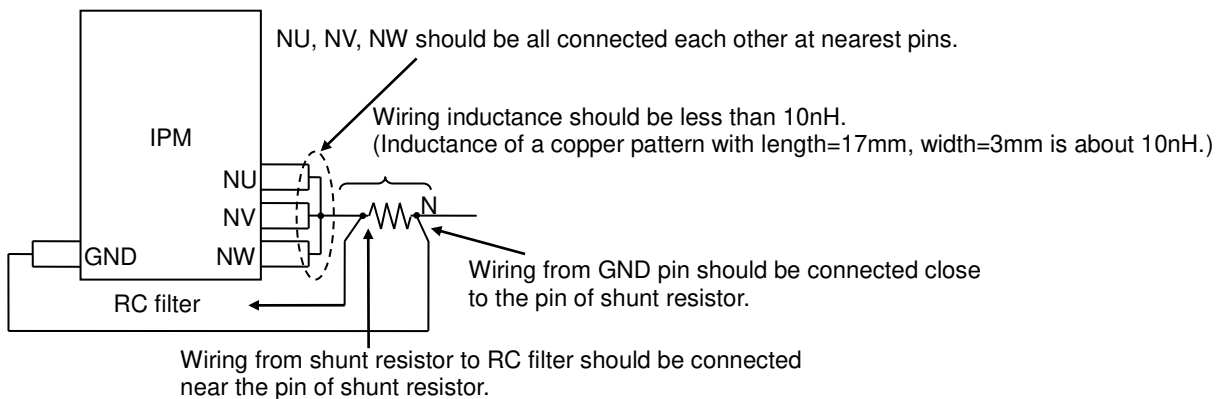 NU, NV, NW should be all connected each other at nearest pins.
Wiring inductance should be less than 10nH.
(Inductance of a copper pattern with length=17mm, width=3mm is about 10nH.)
IPM
NU
NV
N
GND
NW
Wiring from GND pin should be connected close
to the pin of shunt resistor.
RC filter
Wiring from shunt resistor to RC filter should be connected
near the pin of shunt resistor.